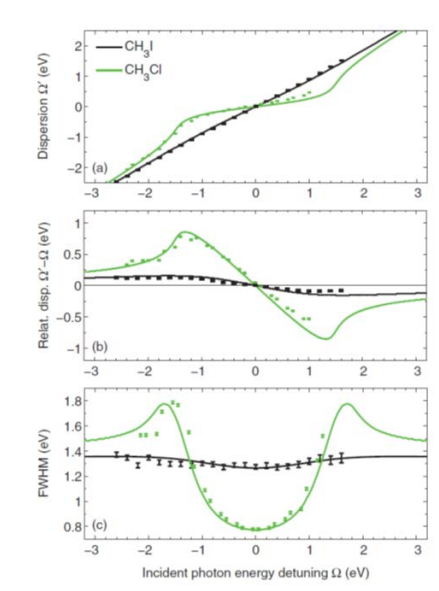 Dispersion Ω′ (eV)
2
1
0
−1
−2
CH3I
CH3Cl
(a)
−3 −2 −1 0 1 2 3
Relat. disp. Ω′−Ω (eV)
1
0.5
0
−0.5
−1
(b)
−3 −2 −1 0 1 2 3
FWHM (eV)
1.8
1.6
1.4
1.2
1
0.8
(c)
−3 −2 −1 0 1 2 3
Incident photon energy detuning Ω (eV)